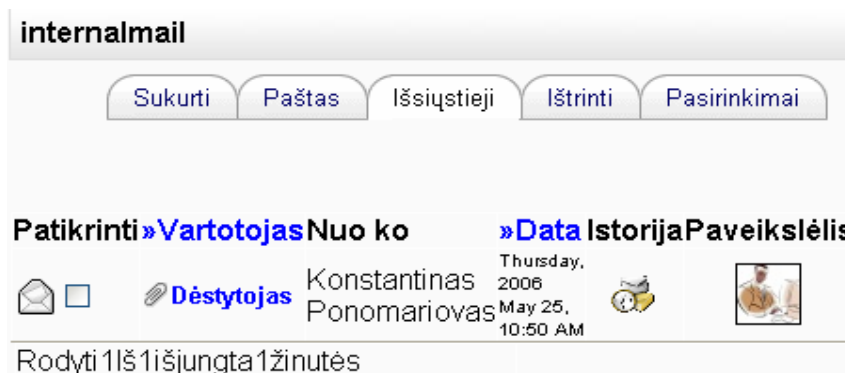 internalmail
Sukurti Paštas Išsiųstieji Ištrinti Pasirinkimai
Patikrinti »Vartotojas Nuo ko »Data Istorija Paveikslėlis
Dėstytojas Konstantinas Ponomariovas Thursday, 2006 May 25, 10:50 AM
Rodyti1Iš1išjungta1žinutės